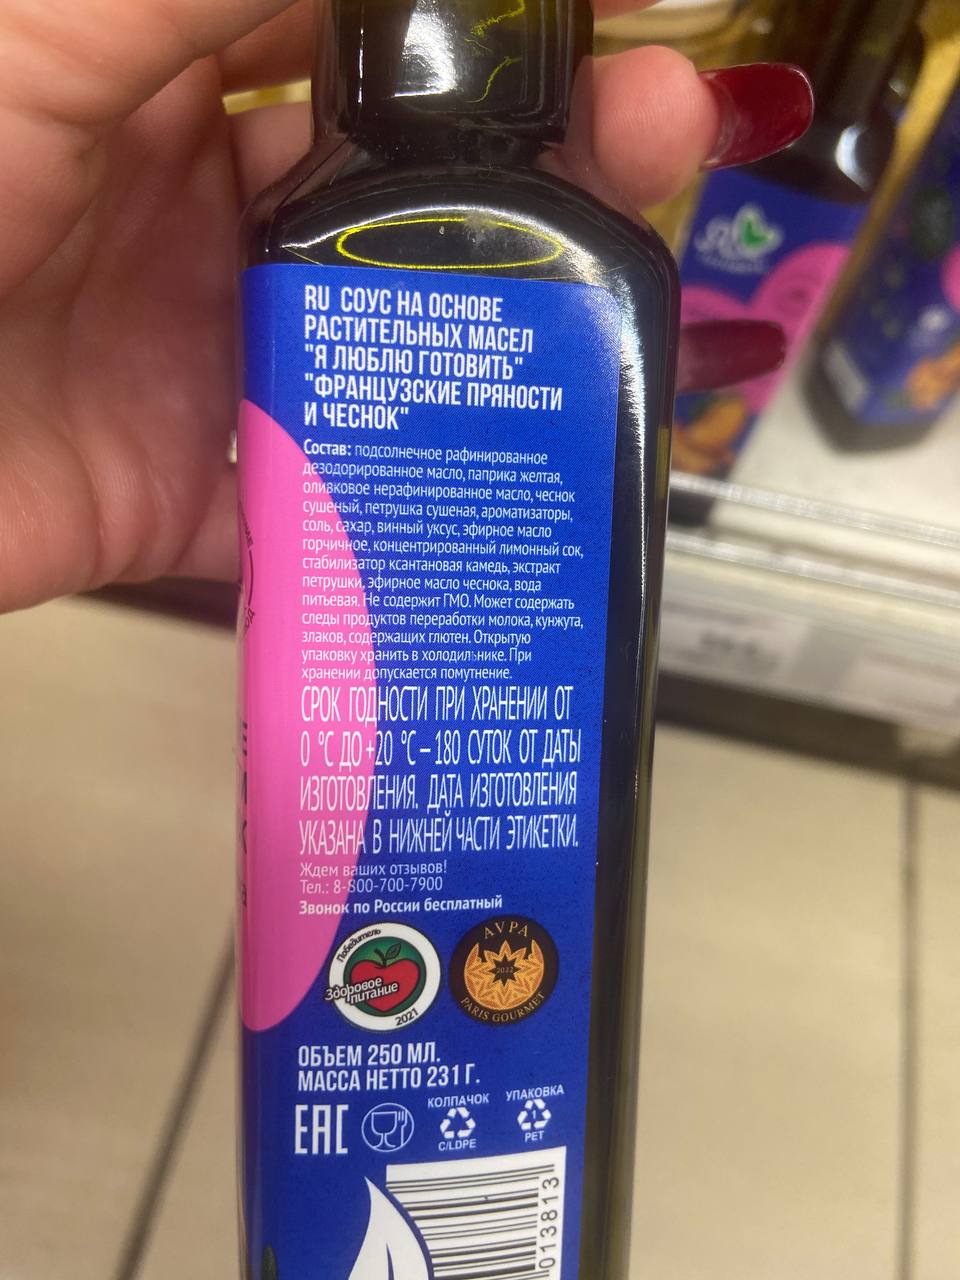 RU СОУС НА ОСНОВЕ
РАСТИТЕЛЬНЫХ МАСЕЛ
"Я ЛЮБЛЮ ГОТОВИТЬ"
"ФРАНЦУЗСКИЕ ПРЯНОСТИ
И ЧЕСНОК"
Состав: подсолнечное рафинированное
дезодорированное масло, паприка желтая,
оливковое нерафинированное масло, чеснок
сушеный, петрушка сушеная, ароматизаторы,
соль, сахар, винный уксус, эфирное масло
горчичное, концентрированный лимонный сок,
стабилизатор ксантановая камедь, экстракт
петрушки, эфирное масло чеснока, вода
питьевая. Не содержит ГМО. Может содержать
следы продуктов переработки молока, кунжута,
злаков, содержащих глютен. Открытую
упаковку хранить в холодильнике. При
хранении допускается помутнение.
СРОК ГОДНОСТИ ПРИ ХРАНЕНИИ ОТ
0 °С ДО +20 °С – 180 СУТОК ОТ ДАТЫ
ИЗГОТОВЛЕНИЯ. ДАТА ИЗГОТОВЛЕНИЯ
УКАЗАНА В НИЖНЕЙ ЧАСТИ ЭТИКЕТКИ.
Ждем ваших отзывов!
Тел.: 8-800-700-7900
Звонок по России бесплатный
Победитель
Здоровое
питание
2021
AVPA
2022
PARIS GOURMET
ОБЪЕМ 250 МЛ.
МАССА НЕТТО 231 Г.
EAC
КОЛПАЧОК
C/LDPE
УПАКОВКА
1
PET
013813